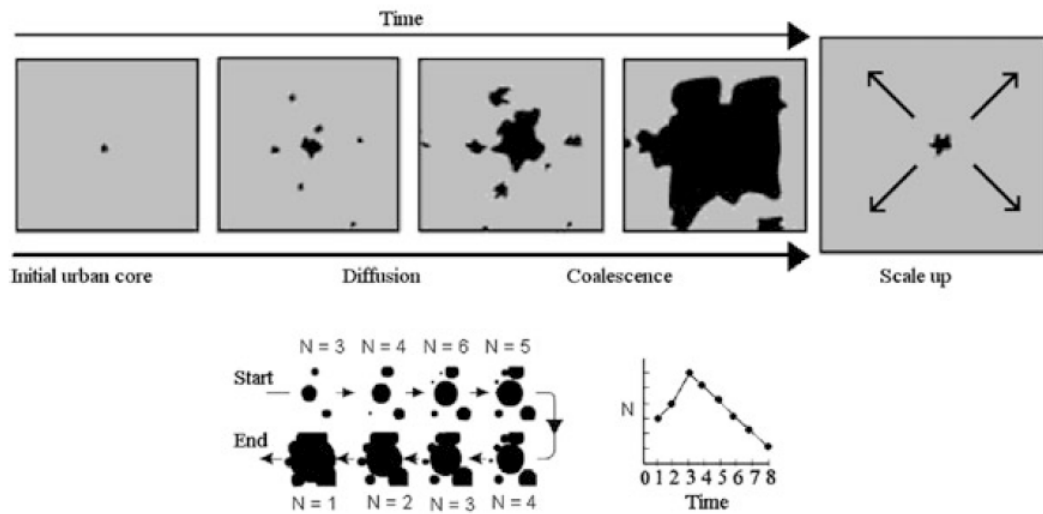 Time
Initial urban core
Diffusion
Coalescence
Scale up
N = 3 N = 4 N = 6 N = 5
Start
End
N = 1 N = 2 N = 3 N = 4
N
0 1 2 3 4 5 6 7 8
Time